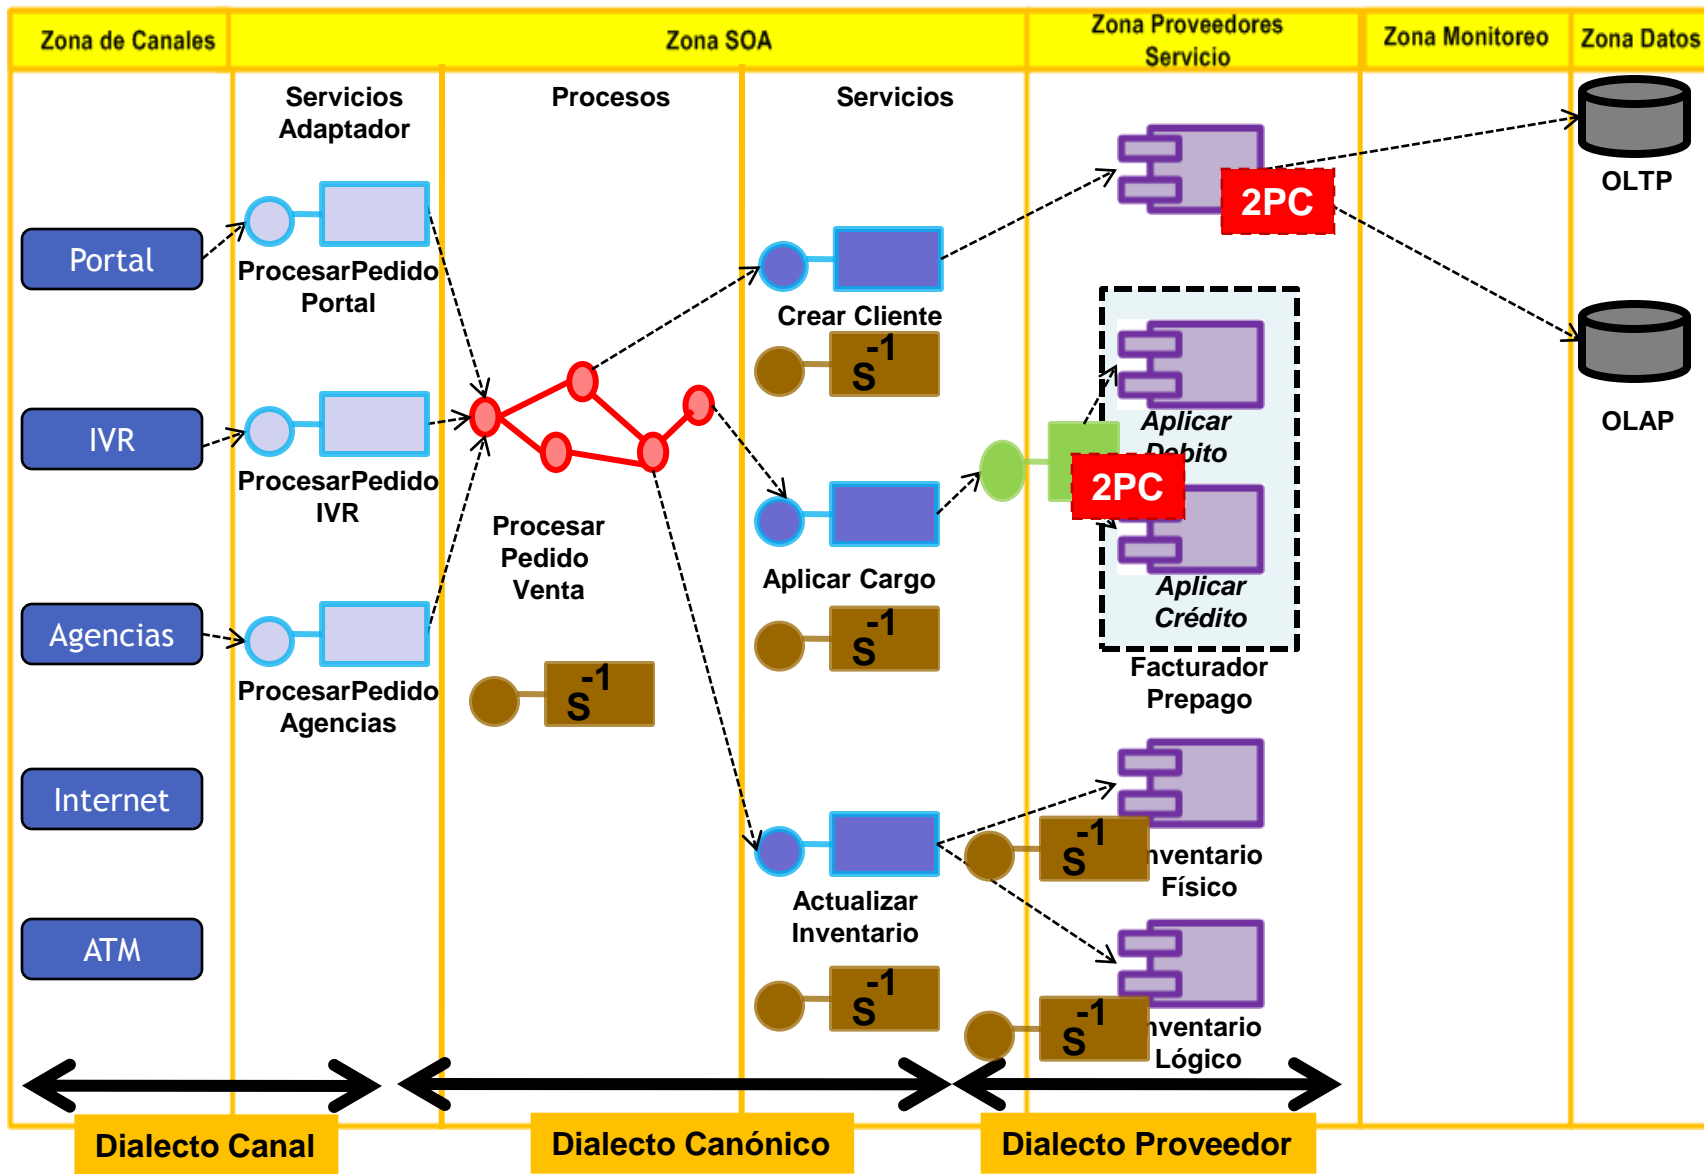 Zona de Canales
Zona SOA
Zona Proveedores
Servicio
Zona Monitoreo
Zona Datos
Servicios
Adaptador
Procesos
Servicios
Portal
ProcesarPedido
Portal
IVR
ProcesarPedido
IVR
Agencias
ProcesarPedido
Agencias
Internet
ATM
Procesar
Pedido
Venta
S-1
Crear Cliente
S-1
Aplicar Cargo
S-1
Actualizar
Inventario
S-1
2PC
Aplicar
Debito
2PC
Aplicar
Crédito
Facturador
Prepago
S-1
nventario
Físico
S-1
nventario
Lógico
OLTP
OLAP
Dialecto Canal
Dialecto Canónico
Dialecto Proveedor